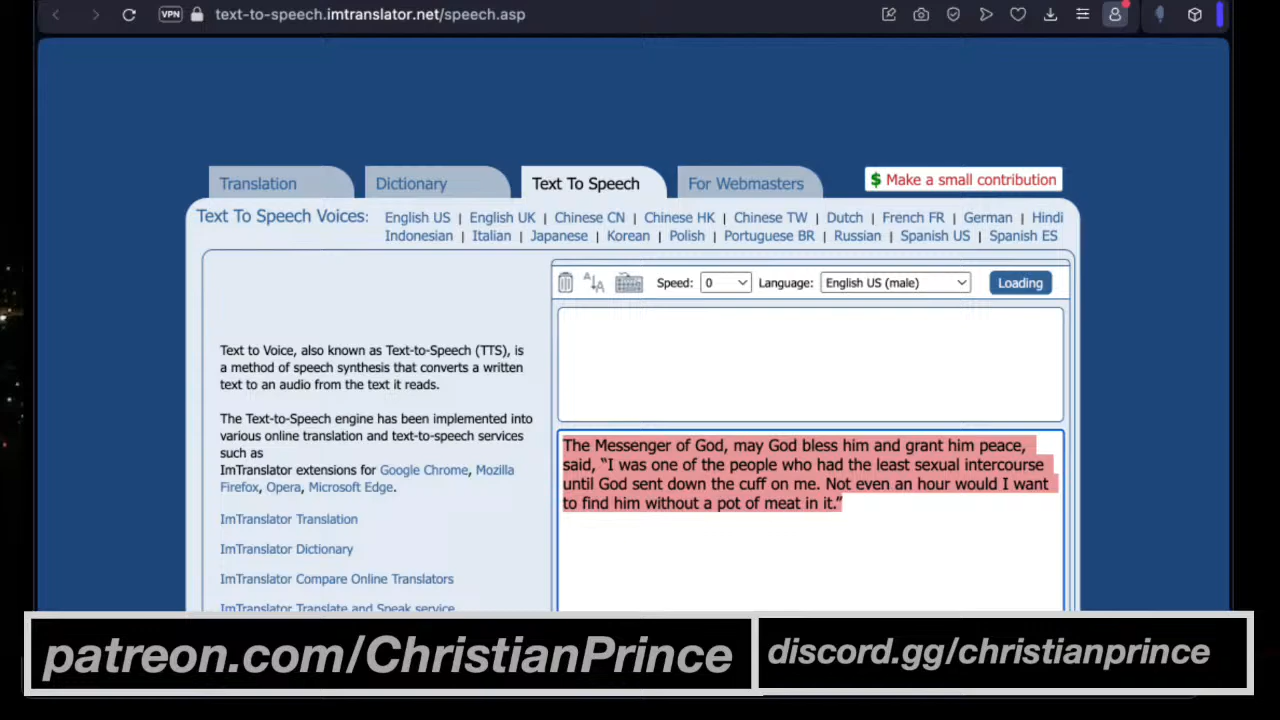 VPN text-to-speech.imtranslator.net/speech.asp
Translation Dictionary Text To Speech For Webmasters $ Make a small contribution
Text To Speech Voices: English US | English UK | Chinese CN | Chinese HK | Chinese TW | Dutch | French FR | German | Hindi
Indonesian | Italian | Japanese | Korean | Polish | Portuguese BR | Russian | Spanish US | Spanish ES
Speed: 0 Language: English US (male) Loading
Text to Voice, also known as Text-to-Speech (TTS), is
a method of speech synthesis that converts a written
text to an audio from the text it reads.
The Text-to-Speech engine has been implemented into
various online translation and text-to-speech services
such as
ImTranslator extensions for Google Chrome, Mozilla
Firefox, Opera, Microsoft Edge.
ImTranslator Translation
ImTranslator Dictionary
ImTranslator Compare Online Translators
ImTranslator Translate and Speak service
The Messenger of God, may God bless him and grant him peace,
said, “I was one of the people who had the least sexual intercourse
until God sent down the cuff on me. Not even an hour would I want
to find him without a pot of meat in it.”
patreon.com/ChristianPrince
discord.gg/christianprince